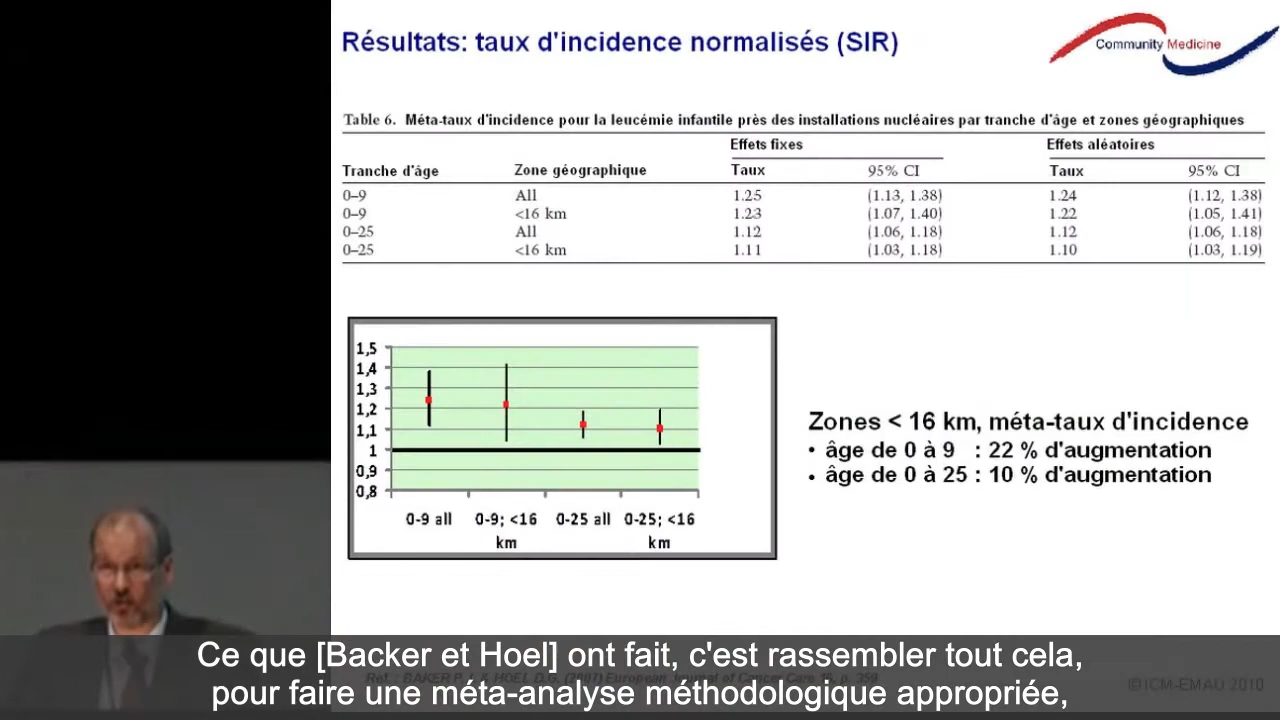 Résultats: taux d'incidence normalisés (SIR)
Community Medicine
Table 6. Méta-taux d'incidence pour la leucémie infantile près des installations nucléaires par tranche d'âge et zones géographiques
Effets fixes Effets aléatoires
Tranche d'âge Zone géographique Taux 95% CI Taux 95% CI
0–9 All 1.25 (1.13, 1.38) 1.24 (1.12, 1.38)
0–9 <16 km 1.23 (1.07, 1.40) 1.22 (1.05, 1.41)
0–25 All 1.12 (1.06, 1.18) 1.12 (1.06, 1.18)
0–25 <16 km 1.11 (1.03, 1.18) 1.10 (1.03, 1.19)
1,5
1,4
1,3
1,2
1,1
1
0,9
0,8
0-9 all 0-9; <16 km 0-25 all 0-25; <16 km
Zones < 16 km, méta-taux d'incidence
• âge de 0 à 9 : 22 % d'augmentation
• âge de 0 à 25 : 10 % d'augmentation
Ce que [Backer et Hoel] ont fait, c'est rassembler tout cela,
Ref.: BAKER P.J. & HOEL D.G. (2007) European Journal of Cancer Care 16, p. 359
©ICM-EMAU 2010
pour faire une méta-analyse méthodologique appropriée,